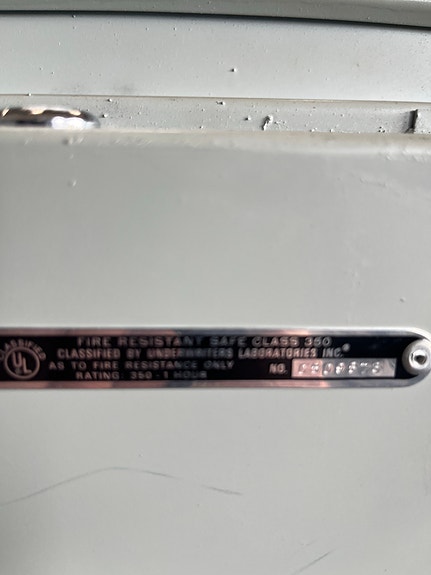 CLASSIFIED
UL
FIRE RESISTANT SAFE CLASS 350
CLASSIFIED BY UNDERWRITERS LABORATORIES INC.®
AS TO FIRE RESISTANCE ONLY NO.
RATING: 350 - 1 HOUR